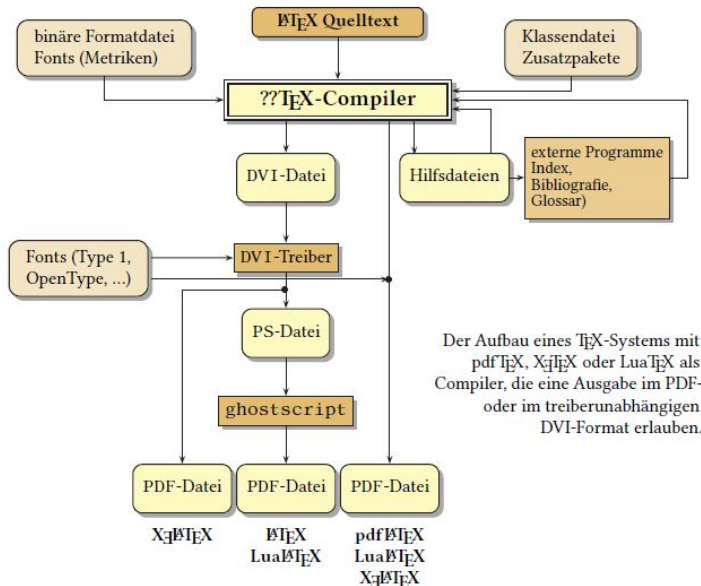 LATEX Quelltext
binäre Formatdatei
Fonts (Metriken)
Klassendatei
Zusatzpakete
??TEX-Compiler
DVI-Datei
Hilfsdateien
externe Programme
Index,
Bibliografie,
Glossar)
Fonts (Type 1,
OpenType, ...)
DVI-Treiber
PS-Datei
Der Aufbau eines TEX-Systems mit
pdfTEX, XƎTEX oder LuaTEX als
Compiler, die eine Ausgabe im PDF-
oder im treiberunabhängigen
DVI-Format erlauben.
ghostscript
PDF-Datei
PDF-Datei
PDF-Datei
XƎLATEX
LATEX
LuaLATEX
pdfLATEX
LuaLATEX
XƎLATEX